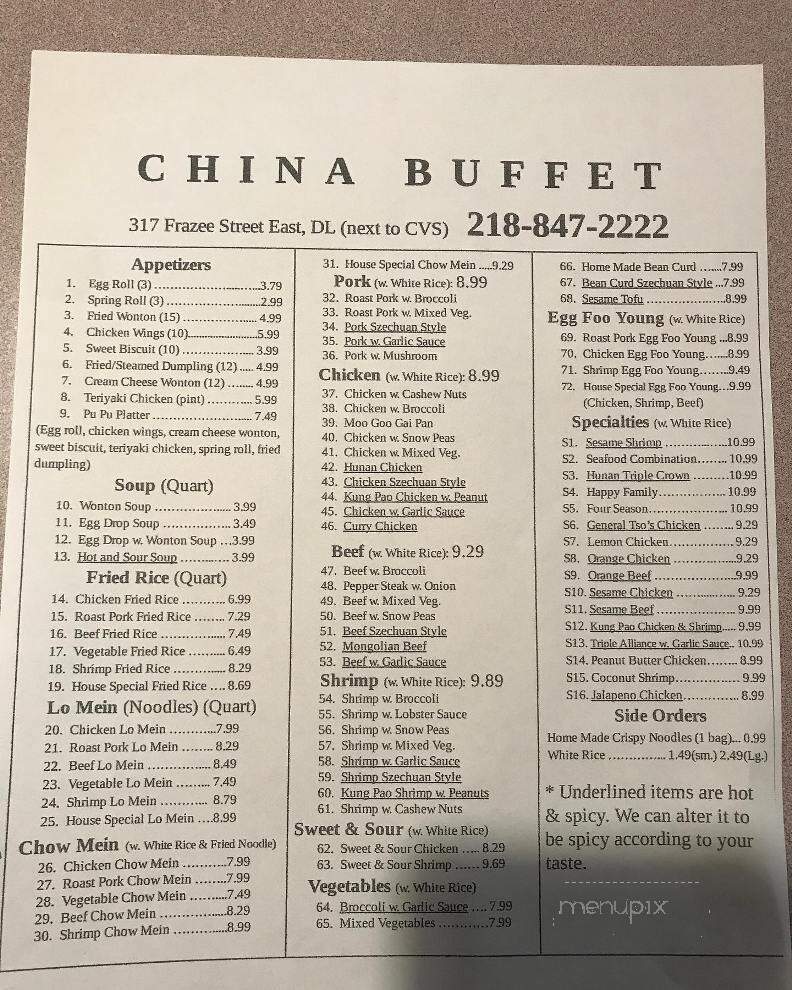 CHINA BUFFET
317 Frazee Street East, DL (next to CVS) 218-847-2222
Appetizers
1. Egg Roll (3) ..........................3.79
2. Spring Roll (3) ........................2.99
3. Fried Wonton (15) .................. 4.99
4. Chicken Wings (10).......................5.99
5. Sweet Biscuit (10) .................. 3.99
6. Fried/Steamed Dumpling (12) .... 4.99
7. Cream Cheese Wonton (12) ....... 4.99
8. Teriyaki Chicken (pint) ........... 5.99
9. Pu Pu Platter ........................ 7.49
(Egg roll, chicken wings, cream cheese wonton,
sweet biscuit, teriyaki chicken, spring roll, fried
dumpling)
Soup (Quart)
10. Wonton Soup ..................... 3.99
11. Egg Drop Soup .................. 3.49
12. Egg Drop w. Wonton Soup ...3.99
13. Hot and Sour Soup ............. 3.99
Fried Rice (Quart)
14. Chicken Fried Rice ........... 6.99
15. Roast Pork Fried Rice ........ 7.29
16. Beef Fried Rice ................. 7.49
17. Vegetable Fried Rice .......... 6.49
18. Shrimp Fried Rice .............. 8.29
19. House Special Fried Rice .... 8.69
Lo Mein (Noodles) (Quart)
20. Chicken Lo Mein ............7.99
21. Roast Pork Lo Mein ........ 8.29
22. Beef Lo Mein ................. 8.49
23. Vegetable Lo Mein ......... 7.49
24. Shrimp Lo Mein ............. 8.79
25. House Special Lo Mein ...8.99
Chow Mein (w. White Rice & Fried Noodle)
26. Chicken Chow Mein ...........7.99
27. Roast Pork Chow Mein ........7.99
28. Vegetable Chow Mein .........7.49
29. Beef Chow Mein .................8.29
30. Shrimp Chow Mein .............8.99
31. House Special Chow Mein .....9.29
Pork (w. White Rice): 8.99
32. Roast Pork w. Broccoli
33. Roast Pork w. Mixed Veg.
34. Pork Szechuan Style
35. Pork w. Garlic Sauce
36. Pork w. Mushroom
Chicken (w. White Rice): 8.99
37. Chicken w. Cashew Nuts
38. Chicken w. Broccoli
39. Moo Goo Gai Pan
40. Chicken w. Snow Peas
41. Chicken w. Mixed Veg.
42. Hunan Chicken
43. Chicken Szechuan Style
44. Kung Pao Chicken w. Peanut
45. Chicken w. Garlic Sauce
46. Curry Chicken
Beef (w. White Rice): 9.29
47. Beef w. Broccoli
48. Pepper Steak w. Onion
49. Beef w. Mixed Veg.
50. Beef w. Snow Peas
51. Beef Szechuan Style
52. Mongolian Beef
53. Beef w. Garlic Sauce
Shrimp (w. White Rice): 9.89
54. Shrimp w. Broccoli
55. Shrimp w. Lobster Sauce
56. Shrimp w. Snow Peas
57. Shrimp w. Mixed Veg.
58. Shrimp w. Garlic Sauce
59. Shrimp Szechuan Style
60. Kung Pao Shrimp w. Peanuts
61. Shrimp w. Cashew Nuts
Sweet & Sour (w. White Rice)
62. Sweet & Sour Chicken ..... 8.29
63. Sweet & Sour Shrimp ...... 9.69
Vegetables (w. White Rice)
64. Broccoli w. Garlic Sauce .... 7.99
65. Mixed Vegetables ............7.99
66. Home Made Bean Curd .......7.99
67. Bean Curd Szechuan Style ...7.99
68. Sesame Tofu ....................8.99
Egg Foo Young (w. White Rice)
69. Roast Pork Egg Foo Young ...8.99
70. Chicken Egg Foo Young......8.99
71. Shrimp Egg Foo Young.......9.49
72. House Special Egg Foo Young...9.99
(Chicken, Shrimp, Beef)
Specialties (w. White Rice)
S1. Sesame Shrimp .................10.99
S2. Seafood Combination........ 10.99
S3. Hunan Triple Crown ..........10.99
S4. Happy Family................... 10.99
S5. Four Season..................... 10.99
S6. General Tso's Chicken ........ 9.29
S7. Lemon Chicken.................9.29
S8. Orange Chicken ................9.29
S9. Orange Beef .....................9.99
S10. Sesame Chicken ................ 9.29
S11. Sesame Beef .................... 9.99
S12. Kung Pao Chicken & Shrimp..... 9.99
S13. Triple Alliance w. Garlic Sauce.. 10.99
S14. Peanut Butter Chicken........ 8.99
S15. Coconut Shrimp................. 9.99
S16. Jalapeno Chicken............... 8.99
Side Orders
Home Made Crispy Noodles (1 bag)... 0.99
White Rice ............... 1.49(sm.) 2.49(Lg.)
* Underlined items are hot
& spicy. We can alter it to
be spicy according to your
taste.
menupix